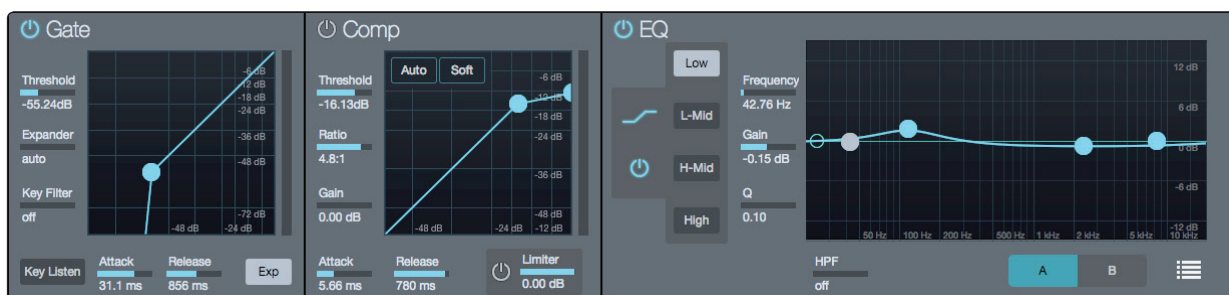 Gate
Threshold
-55.24dB
Expander
auto
Key Filter
off
-6 dB
-12 dB
-18 dB
-24 dB
-36 dB
-48 dB
-72 dB
-48 dB
-24 dB
Key Listen
Attack
31.1 ms
Release
856 ms
Exp
Comp
Threshold
-16.13dB
Ratio
4.8:1
Gain
0.00 dB
Auto
Soft
-6 dB
-12 dB
-18 dB
-24 dB
-36 dB
-48 dB
-48 dB
-24 dB
-12 dB
Attack
5.66 ms
Release
780 ms
Limiter
0.00 dB
EQ
Low
L-Mid
H-Mid
High
Frequency
42.76 Hz
Gain
-0.15 dB
Q
0.10
12 dB
6 dB
0 dB
-6 dB
-12 dB
50 Hz
100 Hz
200 Hz
500 Hz
1 kHz
2 kHz
5 kHz
10 kHz
HPF
off
A
B